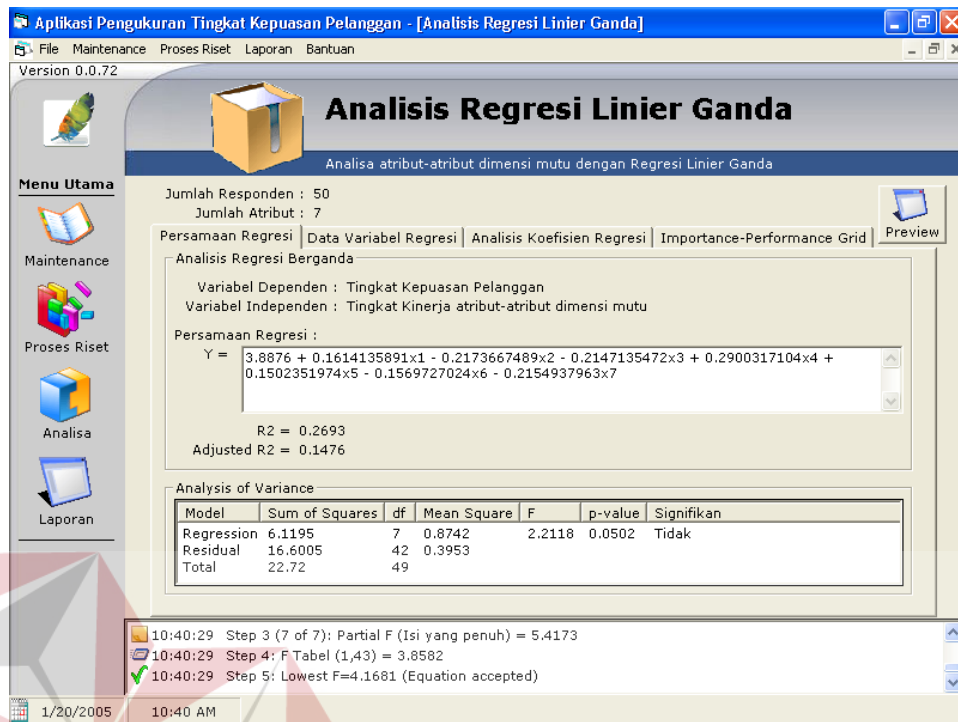 Aplikasi Pengukuran Tingkat Kepuasan Pelanggan - [Analisis Regresi Linier Ganda]
File Maintenance Proses Riset Laporan Bantuan
Version 0.0.72
Analisis Regresi Linier Ganda
Analisa atribut-atribut dimensi mutu dengan Regresi Linier Ganda
Menu Utama
Maintenance
Proses Riset
Analisa
Laporan
Jumlah Responden : 50
Jumlah Atribut : 7
Preview
Persamaan Regresi Data Variabel Regresi Analisis Koefisien Regresi Importance-Performance Grid
Analisis Regresi Berganda
Variabel Dependen : Tingkat Kepuasan Pelanggan
Variabel Independen : Tingkat Kinerja atribut-atribut dimensi mutu
Persamaan Regresi :
Y = 3.8876 + 0.1614135891x1 - 0.2173667489x2 - 0.2147135472x3 + 0.2900317104x4 +
0.1502351974x5 - 0.1569727024x6 - 0.2154937963x7
R2 = 0.2693
Adjusted R2 = 0.1476
Analysis of Variance
Model Sum of Squares df Mean Square F p-value Signifikan
Regression 6.1195 7 0.8742 2.2118 0.0502 Tidak
Residual 16.6005 42 0.3953
Total 22.72 49
10:40:29 Step 3 (7 of 7): Partial F (Isi yang penuh) = 5.4173
10:40:29 Step 4: F Tabel (1,43) = 3.8582
10:40:29 Step 5: Lowest F=4.1681 (Equation accepted)
1/20/2005 10:40 AM